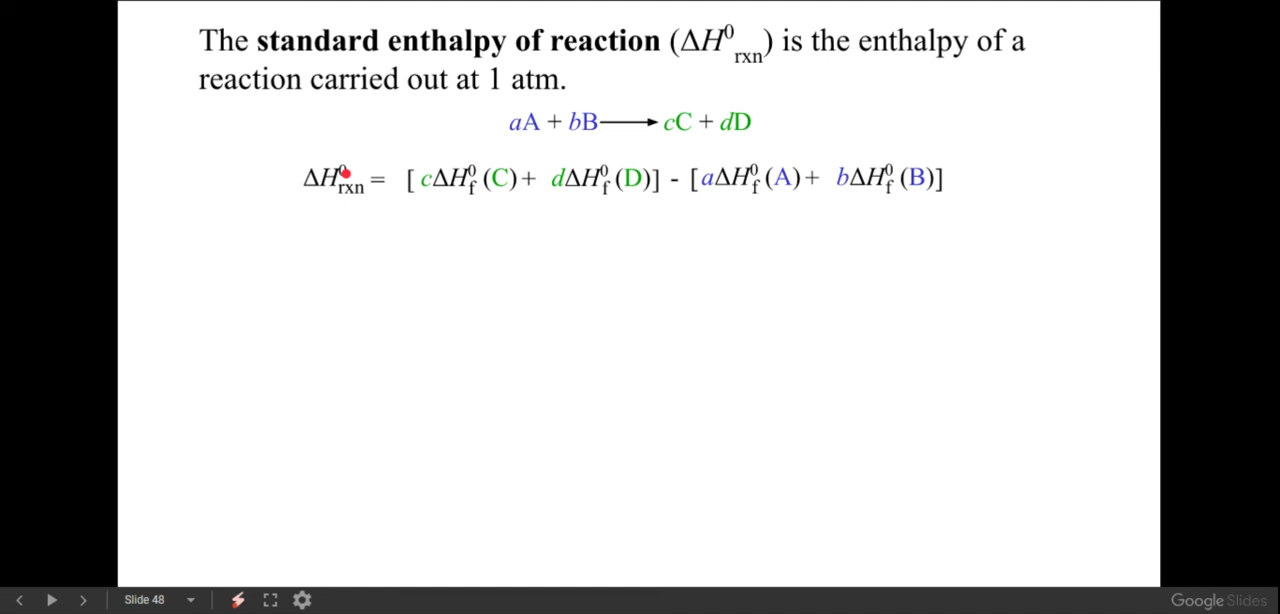 The standard enthalpy of reaction (ΔH⁰rxn) is the enthalpy of a
reaction carried out at 1 atm.
aA + bB ⟶ cC + dD
ΔH⁰rxn = [ cΔH⁰f (C) + dΔH⁰f (D)] - [ aΔH⁰f (A) + bΔH⁰f (B)]
Slide 48
Google Slides